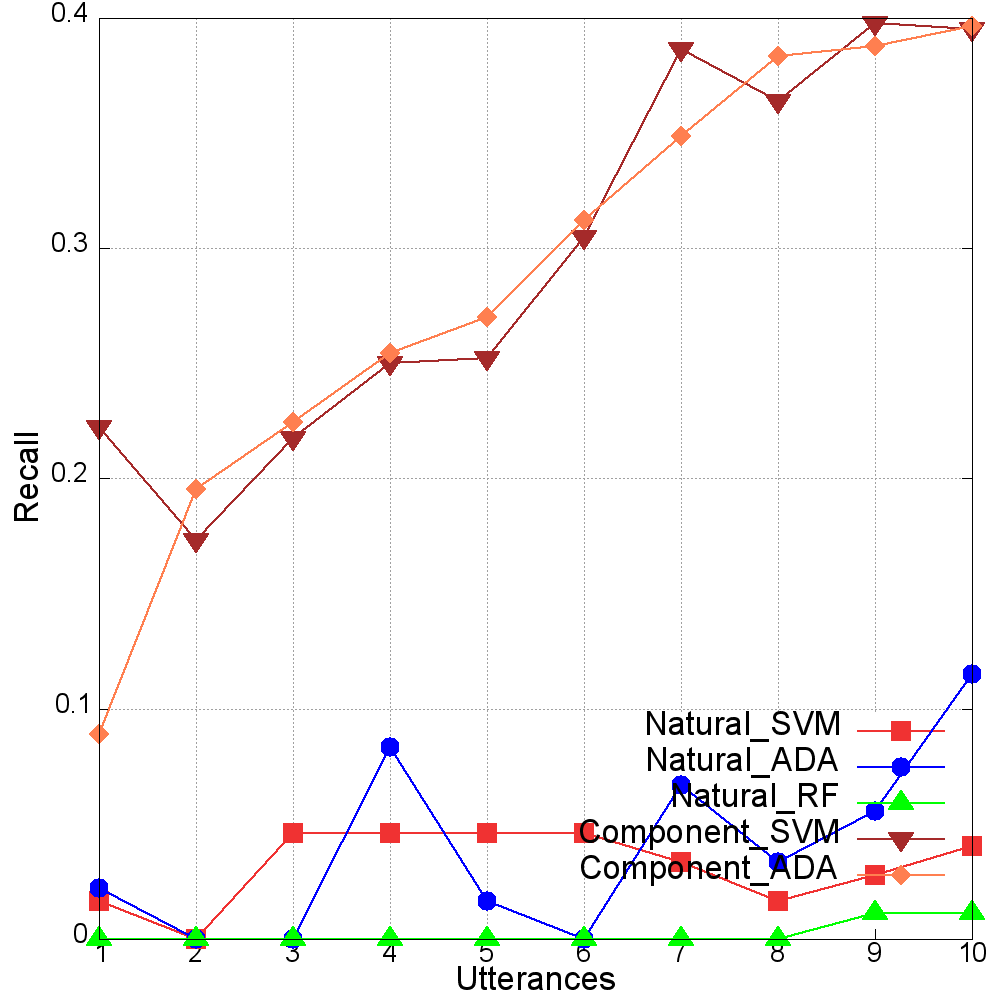 0.4
0.3
0.2
0.1
0
Recall
Natural_SVM
Natural_ADA
Natural_RF
Component_SVM
Component_ADA
1 2 3 4 5 6 7 8 9 10
Utterances